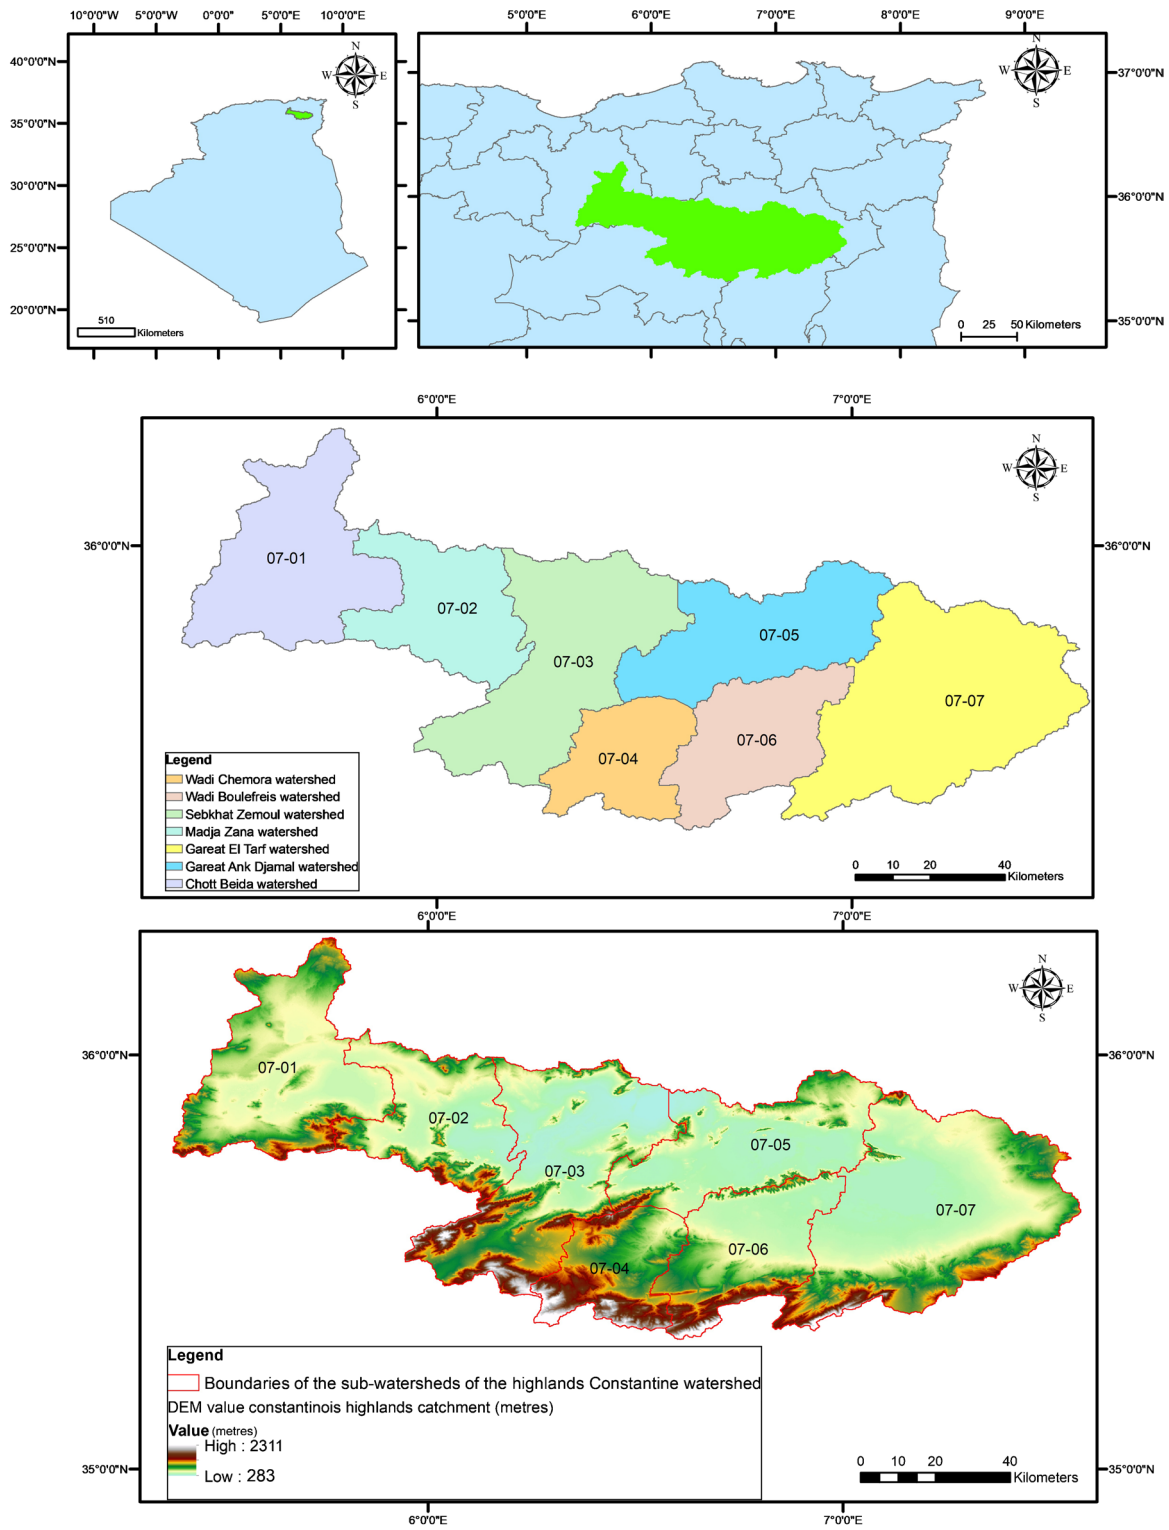 10°0'0"W 5°0'0"W 0°0'0" 5°0'0"E 10°0'0"E
5°0'0"E 6°0'0"E 7°0'0"E 8°0'0"E 9°0'0"E
N
W E
S
N
W E
S
40°0'0"N
35°0'0"N
30°0'0"N
25°0'0"N
20°0'0"N
37°0'0"N
36°0'0"N
35°0'0"N
510
Kilometers
0 25 50 Kilometers
6°0'0"E 7°0'0"E
N
W E
S
36°0'0"N 36°0'0"N
07-01
07-02
07-05
07-03
07-07
07-06
07-04
Legend
Wadi Chemora watershed
Wadi Boulefreis watershed
Sebkhat Zemoul watershed
Madja Zana watershed
Gareat El Tarf watershed
Gareat Ank Djamal watershed
Chott Beida watershed
0 10 20 40
Kilometers
6°0'0"E 7°0'0"E
N
W E
S
36°0'0"N 36°0'0"N
07-01
07-02
07-05
07-03
07-07
07-06
07-04
Legend
Boundaries of the sub-watersheds of the highlands Constantine watershed
DEM value constantinois highlands catchment (metres)
Value (metres)
High : 2311
Low : 283
0 10 20 40
Kilometers
35°0'0"N 35°0'0"N
6°0'0"E 7°0'0"E